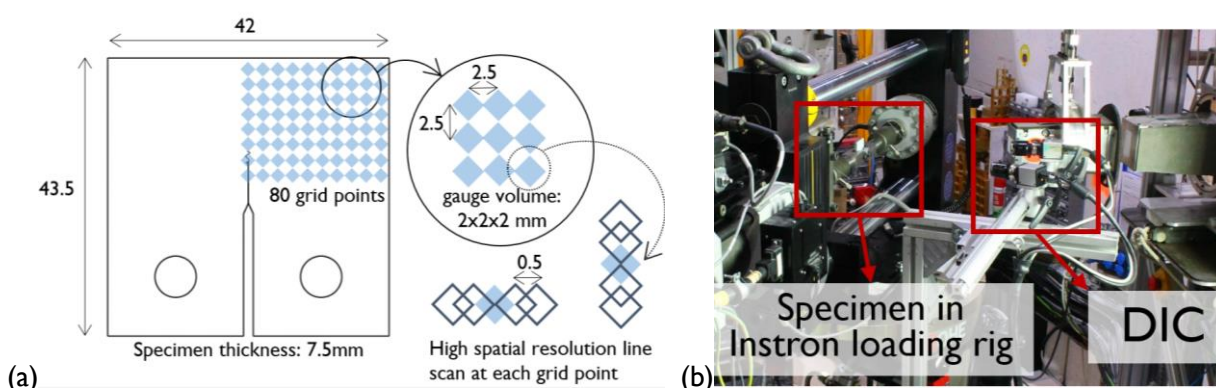 42
43.5
80 grid points
Specimen thickness: 7.5mm
2.5
2.5
gauge volume:
2x2x2 mm
0.5
High spatial resolution line
scan at each grid point
(a)
Specimen in
Instron loading rig
DIC
(b)